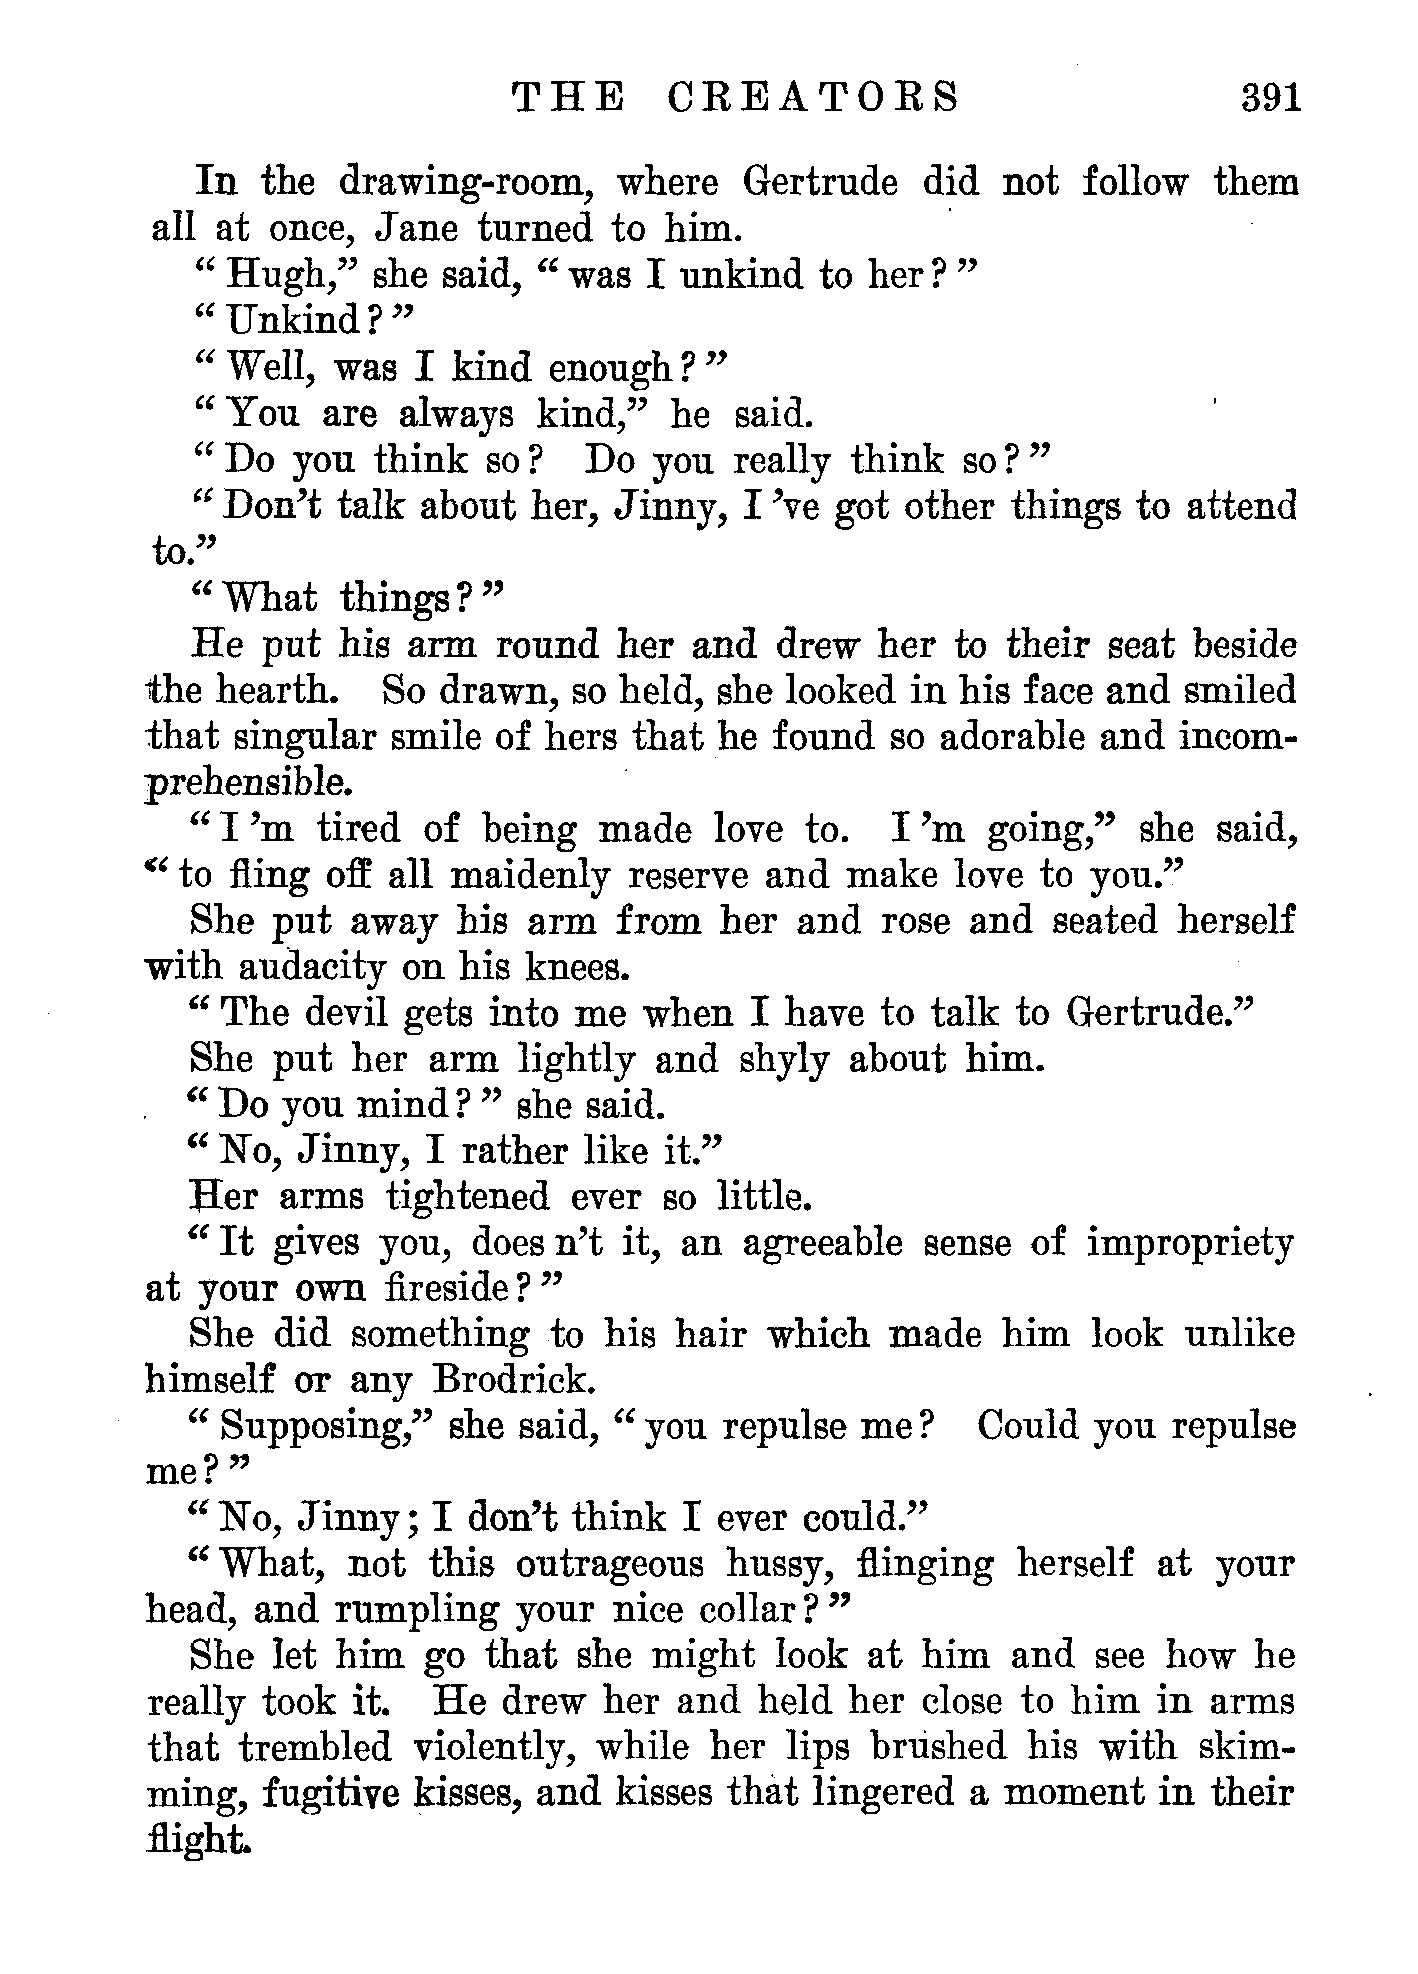 THE CREATORS 391
In the drawing-room, where Gertrude did not follow them
all at once, Jane turned to him.
“Hugh,” she said, “was I unkind to her?”
“Unkind?”
“Well, was I kind enough?”
“You are always kind,” he said.
“Do you think so? Do you really think so?”
“Don’t talk about her, Jinny, I ’ve got other things to attend
to.”
“What things?”
He put his arm round her and drew her to their seat beside
the hearth. So drawn, so held, she looked in his face and smiled
that singular smile of hers that he found so adorable and incom-
prehensible.
“I ’m tired of being made love to. I ’m going,” she said,
“to fling off all maidenly reserve and make love to you.”
She put away his arm from her and rose and seated herself
with audacity on his knees.
“The devil gets into me when I have to talk to Gertrude.”
She put her arm lightly and shyly about him.
“Do you mind?” she said.
“No, Jinny, I rather like it.”
Her arms tightened ever so little.
“It gives you, does n’t it, an agreeable sense of impropriety
at your own fireside?”
She did something to his hair which made him look unlike
himself or any Brodrick.
“Supposing,” she said, “you repulse me? Could you repulse
me?”
“No, Jinny; I don’t think I ever could.”
“What, not this outrageous hussy, flinging herself at your
head, and rumpling your nice collar?”
She let him go that she might look at him and see how he
really took it. He drew her and held her close to him in arms
that trembled violently, while her lips brushed his with skim-
ming, fugitive kisses, and kisses that lingered a moment in their
flight.